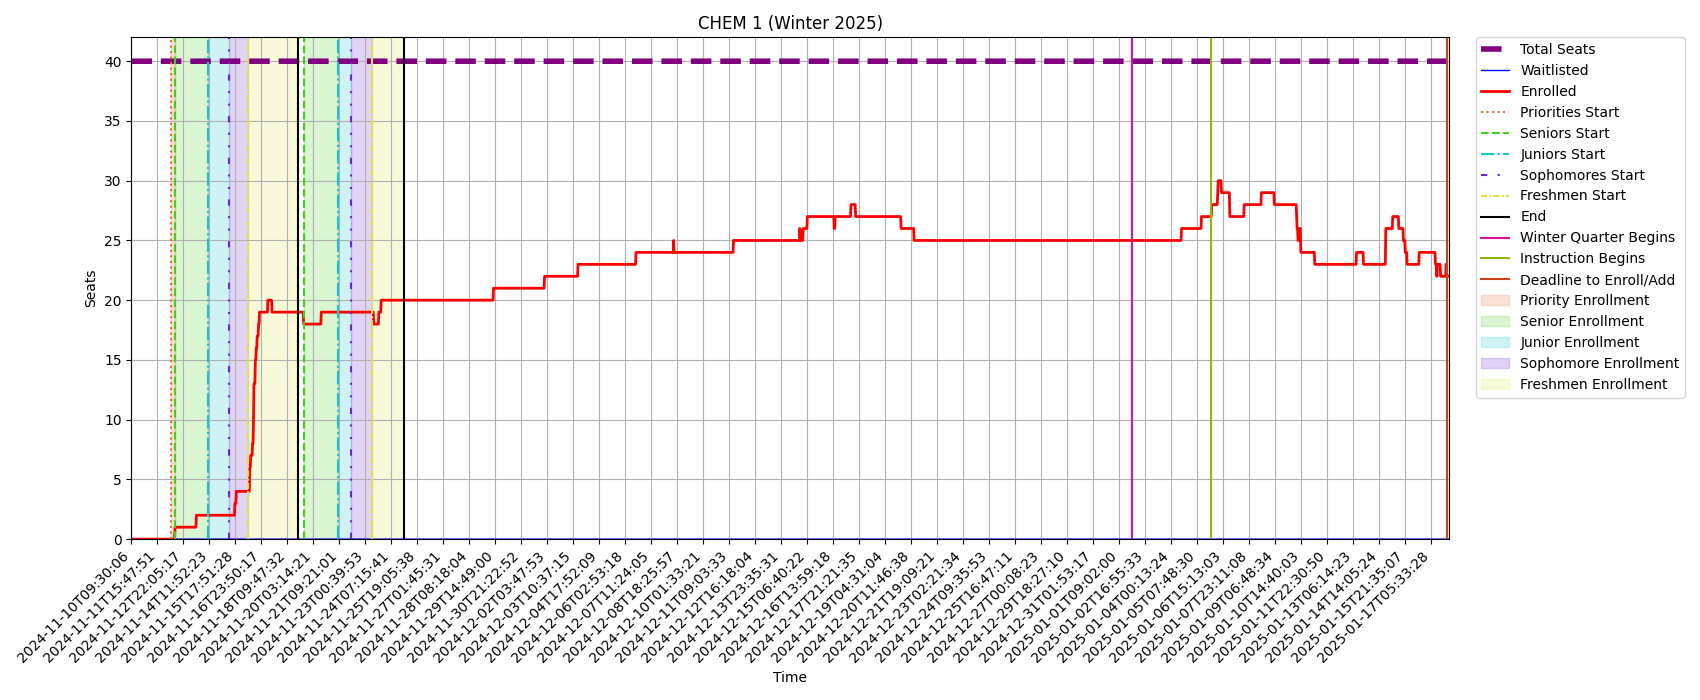 CHEM 1 (Winter 2025)
Seats
40
35
30
25
20
15
10
5
0
2024-11-10T09:30:06
2024-11-11T15:47:51
2024-11-12T22:05:17
2024-11-14T11:52:23
2024-11-15T17:51:28
2024-11-16T23:50:17
2024-11-18T09:47:32
2024-11-20T03:14:21
2024-11-21T09:21:01
2024-11-23T00:39:53
2024-11-24T07:15:41
2024-11-25T19:05:38
2024-11-27T01:45:31
2024-11-28T08:18:04
2024-11-29T14:49:00
2024-11-30T21:22:52
2024-12-02T03:47:53
2024-12-03T10:37:15
2024-12-04T17:52:09
2024-12-06T02:53:18
2024-12-07T11:24:05
2024-12-08T18:25:57
2024-12-10T01:33:21
2024-12-11T09:03:33
2024-12-12T16:18:04
2024-12-13T23:35:31
2024-12-15T06:40:22
2024-12-16T13:59:18
2024-12-17T21:21:35
2024-12-19T04:31:04
2024-12-20T11:46:38
2024-12-21T19:09:21
2024-12-23T02:21:34
2024-12-24T09:35:53
2024-12-25T16:47:11
2024-12-27T00:08:23
2024-12-29T18:27:10
2024-12-31T01:53:17
2025-01-01T09:02:00
2025-01-02T16:55:33
2025-01-04T00:13:24
2025-01-05T07:48:30
2025-01-06T15:13:03
2025-01-07T23:11:08
2025-01-09T06:48:34
2025-01-10T14:40:03
2025-01-11T22:30:50
2025-01-13T06:14:23
2025-01-14T14:05:24
2025-01-15T21:35:07
2025-01-17T05:33:28
Time
Total Seats
Waitlisted
Enrolled
Priorities Start
Seniors Start
Juniors Start
Sophomores Start
Freshmen Start
End
Winter Quarter Begins
Instruction Begins
Deadline to Enroll/Add
Priority Enrollment
Senior Enrollment
Junior Enrollment
Sophomore Enrollment
Freshmen Enrollment